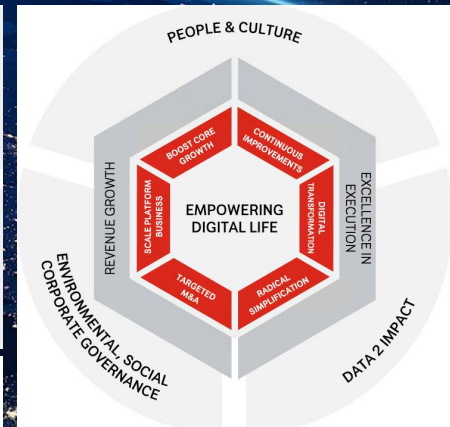 PEOPLE & CULTURE
BOOST CORE
GROWTH
CONTINUOUS
IMPROVEMENTS
REVENUE GROWTH
SCALE PLATFORM
BUSINESS
EMPOWERING
DIGITAL LIFE
DIGITAL
TRANSFORMATION
EXCELLENCE IN
EXECUTION
TARGETED
M&A
RADICAL
SIMPLIFICATION
ENVIRONMENTAL, SOCIAL
CORPORATE GOVERNANCE
DATA 2 IMPACT